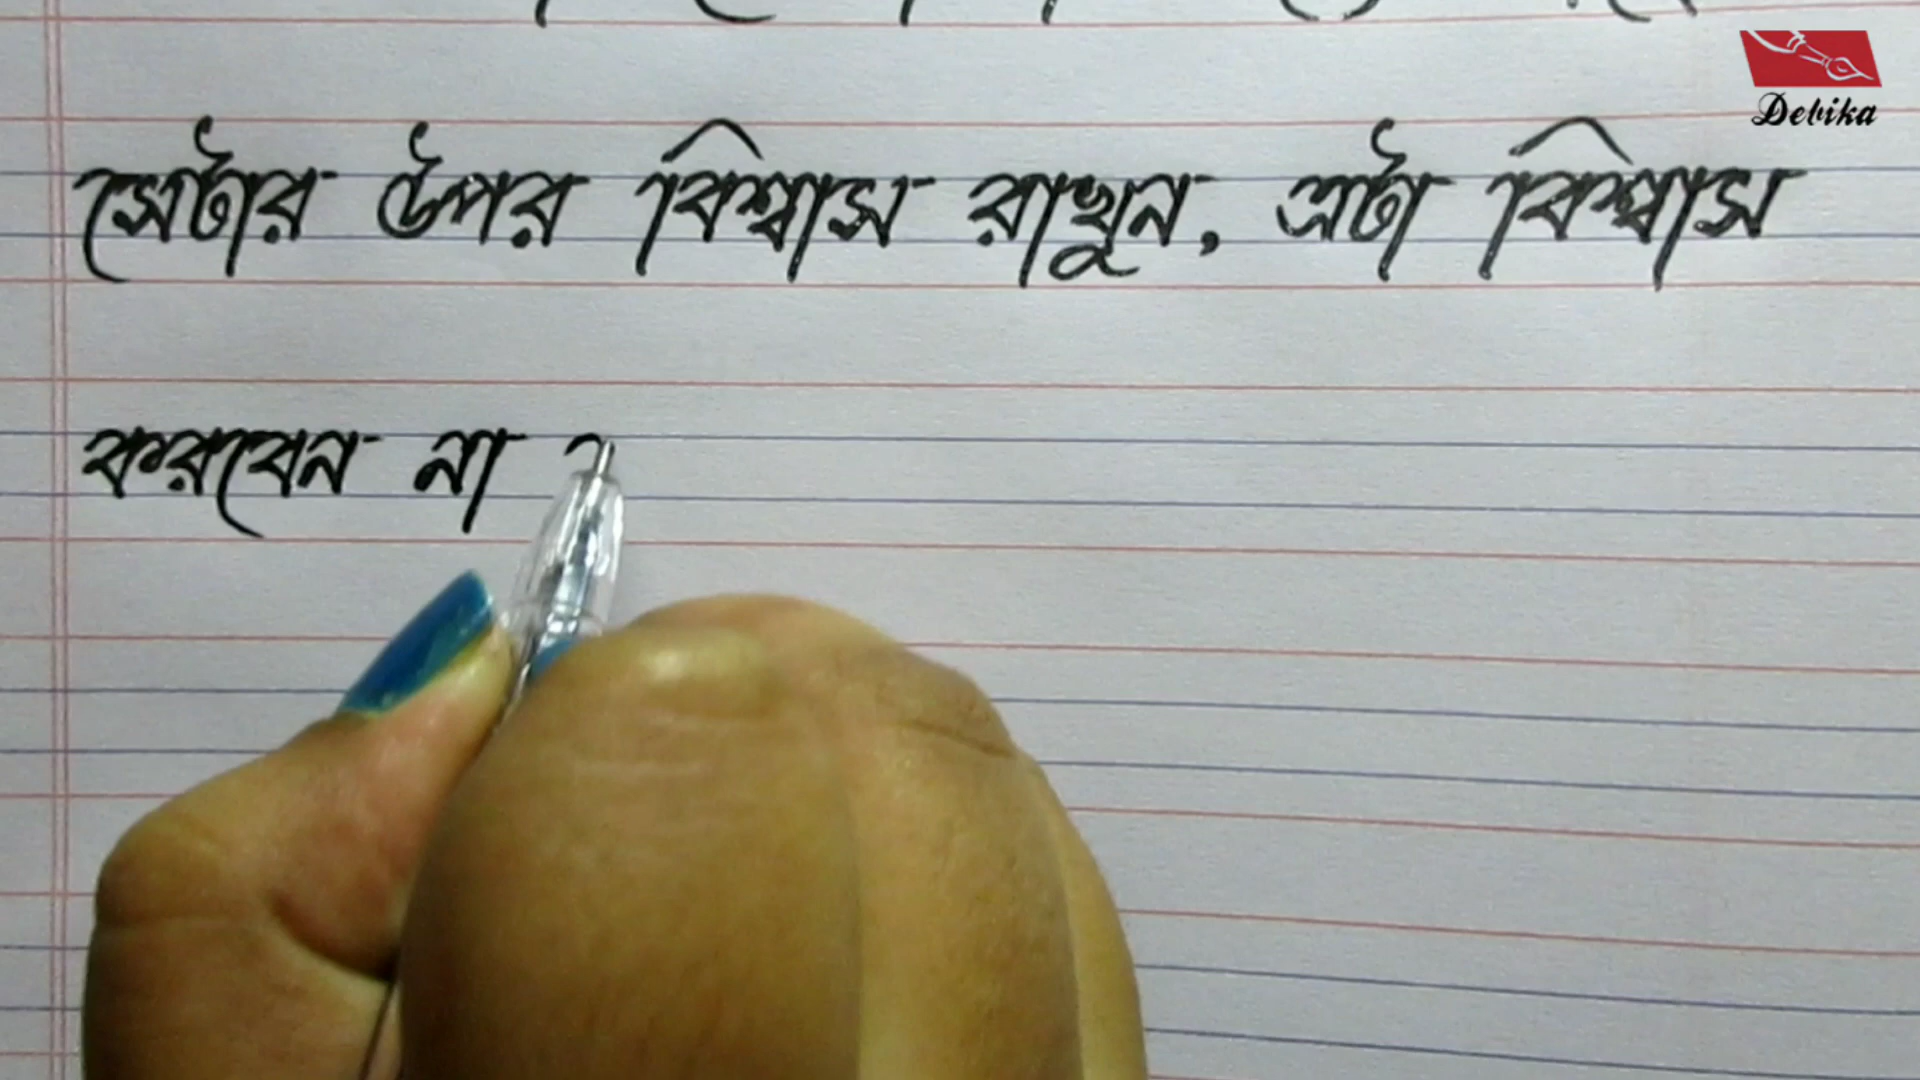 Debika
সেটার উপর বিশ্বাস রাখুন, এটা বিশ্বাস
করবেন না